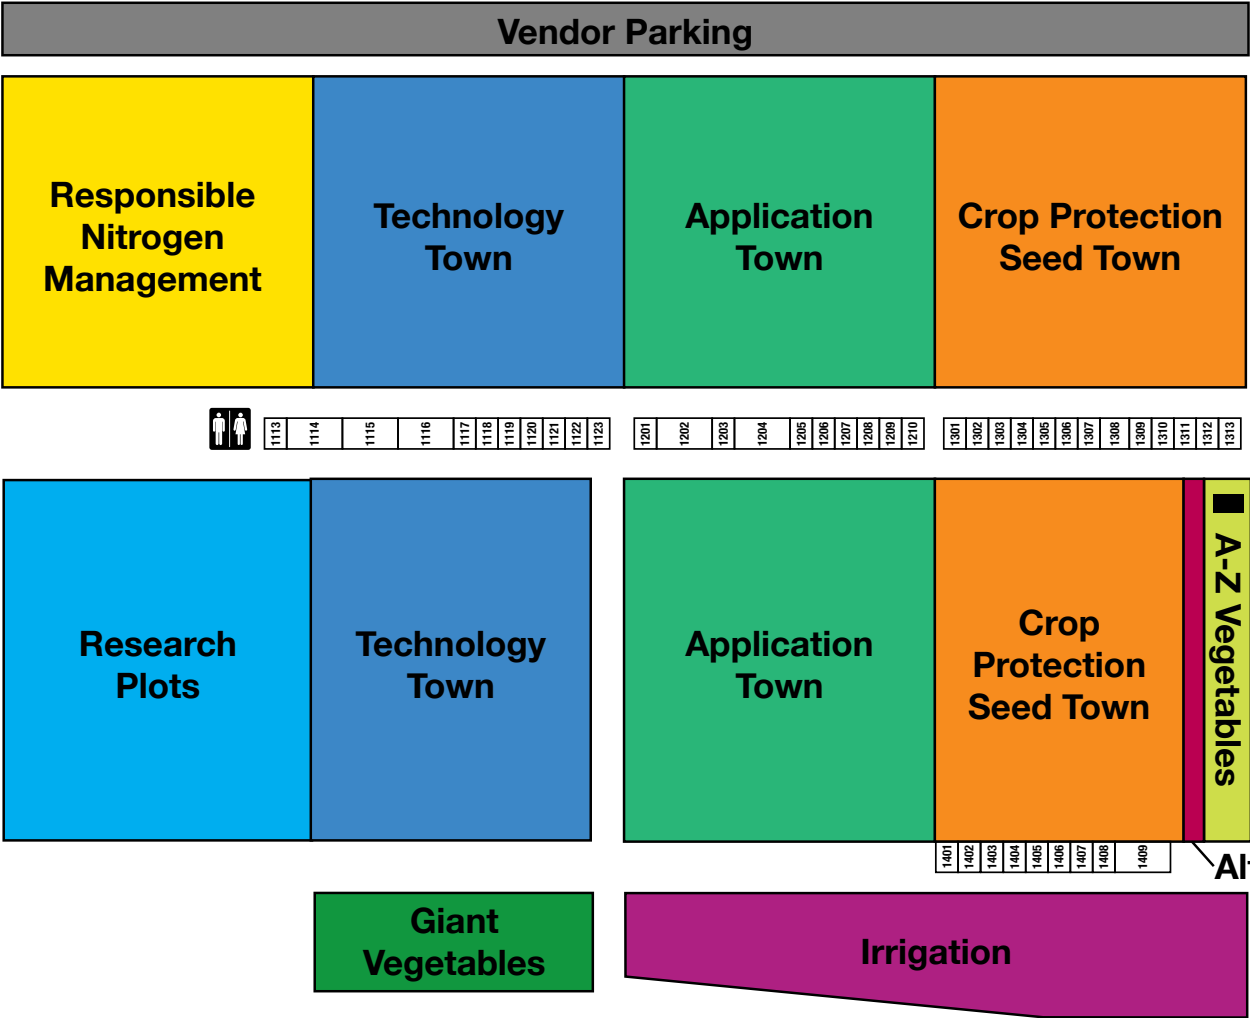 Vendor Parking
Responsible
Nitrogen
Management
Technology
Town
Application
Town
Crop Protection
Seed Town
1113
1114
1115
1116
1117
1118
1119
1120
1121
1122
1123
1201
1202
1203
1204
1205
1206
1207
1208
1209
1210
1301
1302
1303
1304
1305
1306
1307
1308
1309
1310
1311
1312
1313
Research
Plots
Technology
Town
Application
Town
Crop
Protection
Seed Town
A-Z Vegetables
1401
1402
1403
1404
1405
1406
1407
1408
1409
Giant
Vegetables
Irrigation